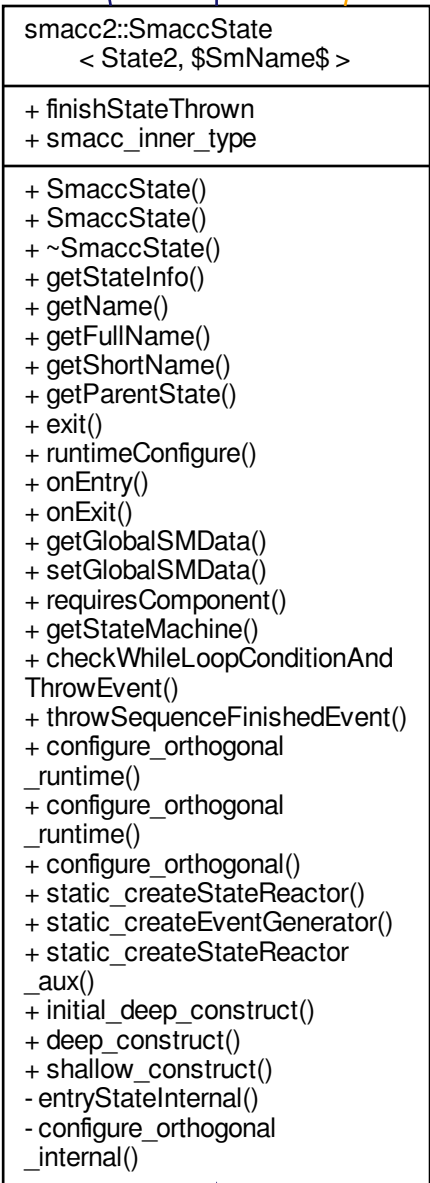 smacc2::SmaccState
< State2, $SmName$ >
+ finishStateThrown
+ smacc_inner_type
+ SmaccState()
+ SmaccState()
+ ~SmaccState()
+ getStateInfo()
+ getName()
+ getFullName()
+ getShortName()
+ getParentState()
+ exit()
+ runtimeConfigure()
+ onEntry()
+ onExit()
+ getGlobalSMData()
+ setGlobalSMData()
+ requiresComponent()
+ getStateMachine()
+ checkWhileLoopConditionAnd
ThrowEvent()
+ throwSequenceFinishedEvent()
+ configure_orthogonal
_runtime()
+ configure_orthogonal
_runtime()
+ configure_orthogonal()
+ static_createStateReactor()
+ static_createEventGenerator()
+ static_createStateReactor
_aux()
+ initial_deep_construct()
+ deep_construct()
+ shallow_construct()
- entryStateInternal()
- configure_orthogonal
_internal()